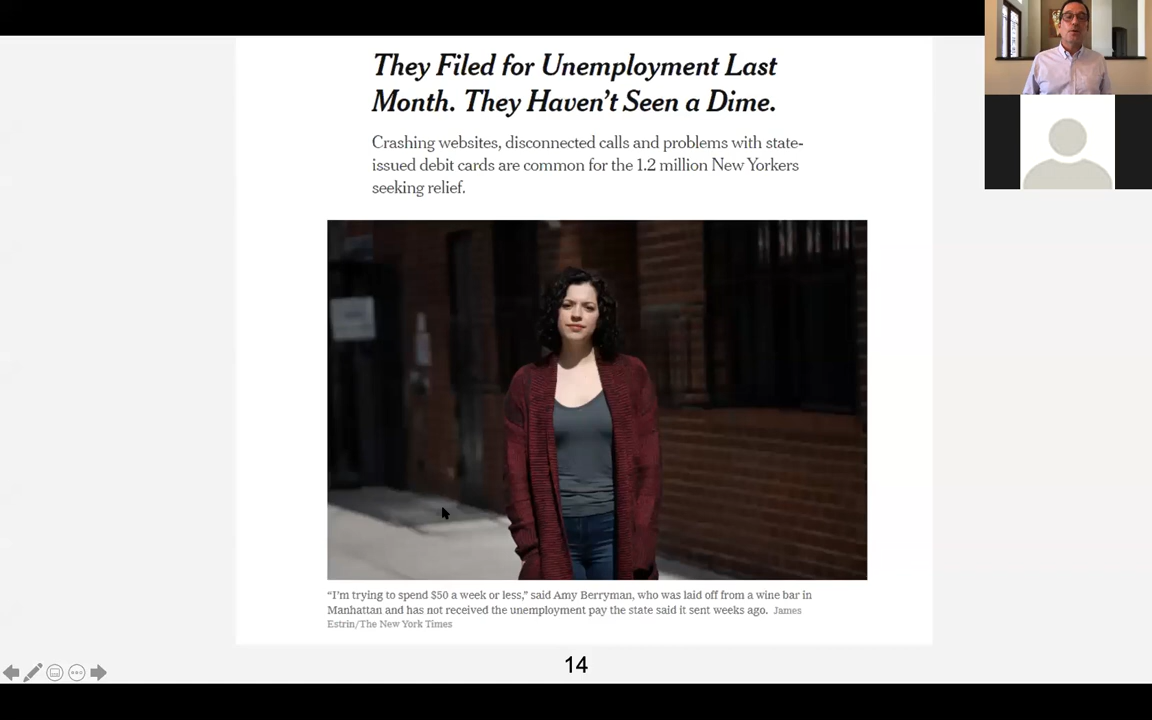 They Filed for Unemployment Last
Month. They Haven’t Seen a Dime.
Crashing websites, disconnected calls and problems with state-
issued debit cards are common for the 1.2 million New Yorkers
seeking relief.
“I’m trying to spend $50 a week or less,” said Amy Berryman, who was laid off from a wine bar in
Manhattan and has not received the unemployment pay the state said it sent weeks ago. James
Estrin/The New York Times
14